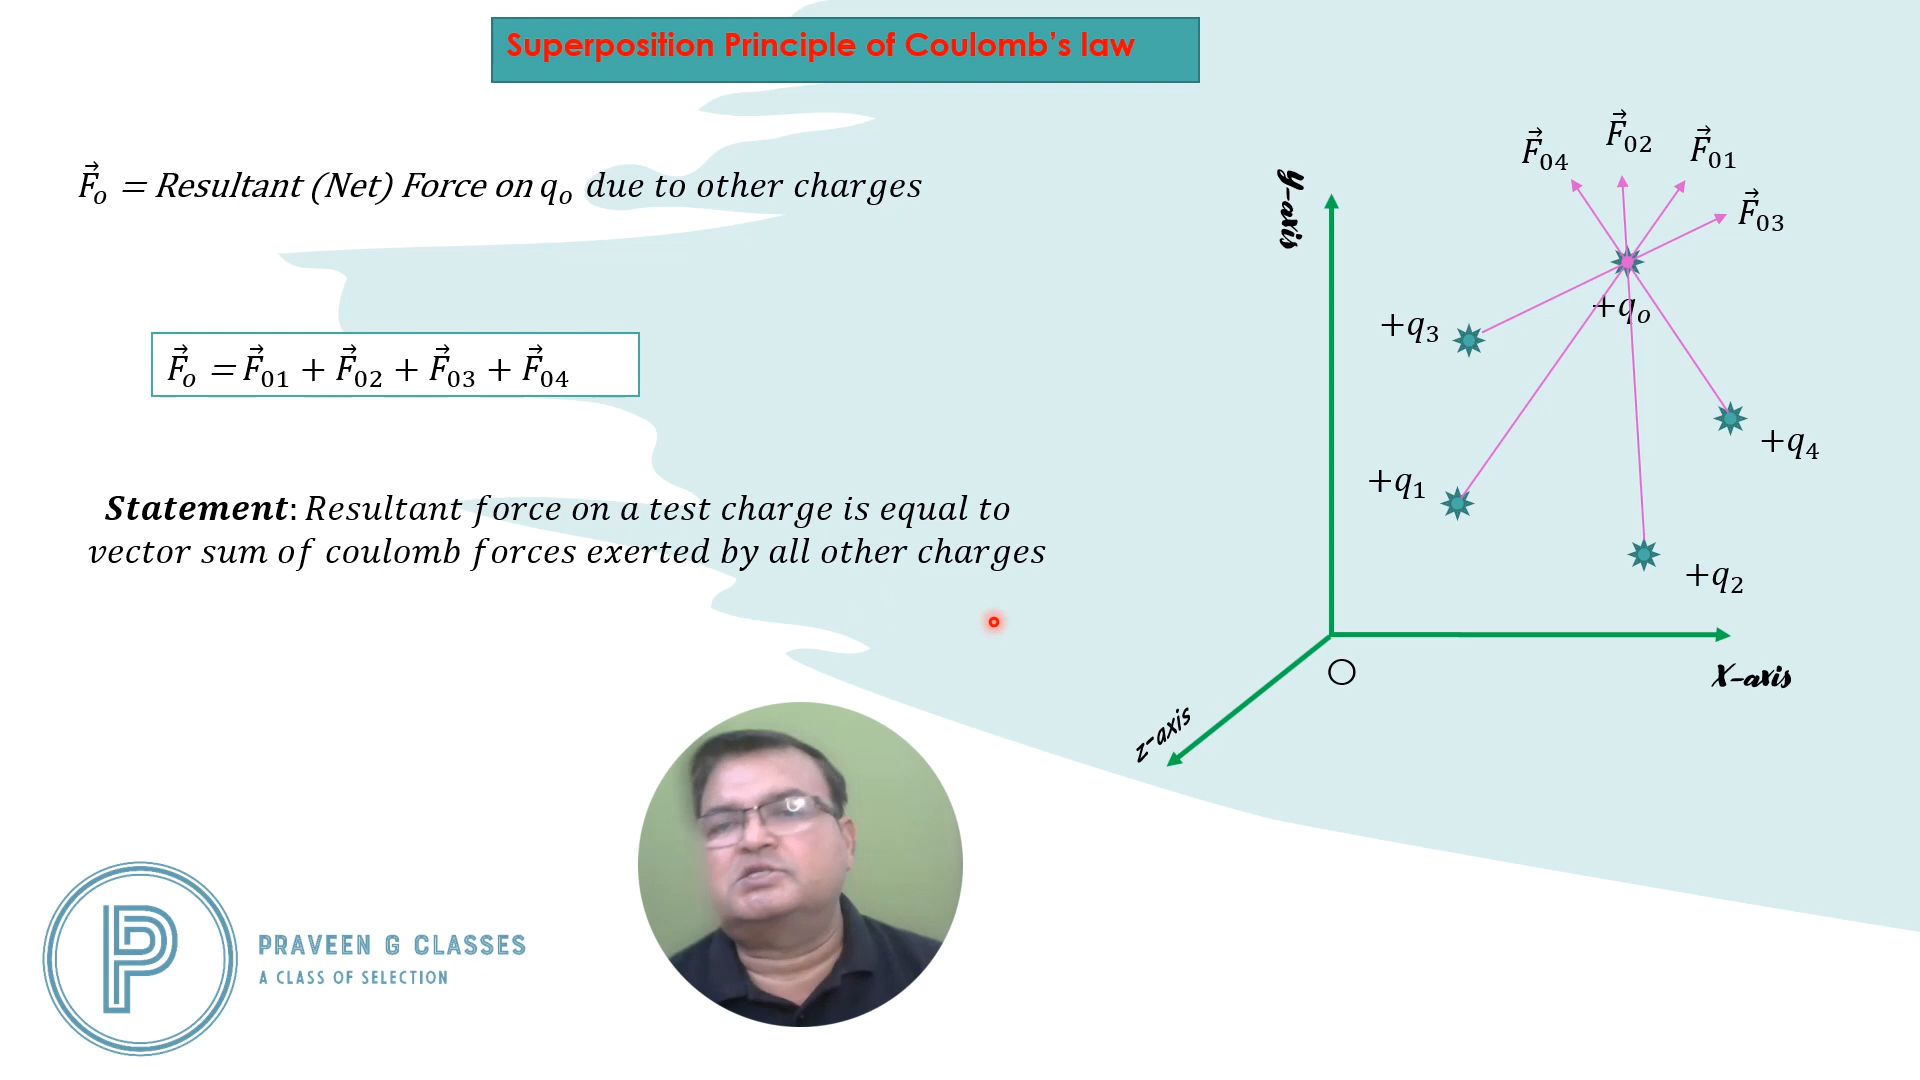 Superposition Principle of Coulomb's law
F⃗ₒ = Resultant (Net) Force on qₒ due to other charges
F⃗ₒ = F⃗₀₁ + F⃗₀₂ + F⃗₀₃ + F⃗₀₄
Statement: Resultant force on a test charge is equal to
vector sum of coulomb forces exerted by all other charges
F⃗₀₄
F⃗₀₂
F⃗₀₁
F⃗₀₃
Y-axis
+qₒ
+q₃
+q₄
+q₁
+q₂
O
X-axis
z-axis
P
PRAVEEN G CLASSES
A CLASS OF SELECTION